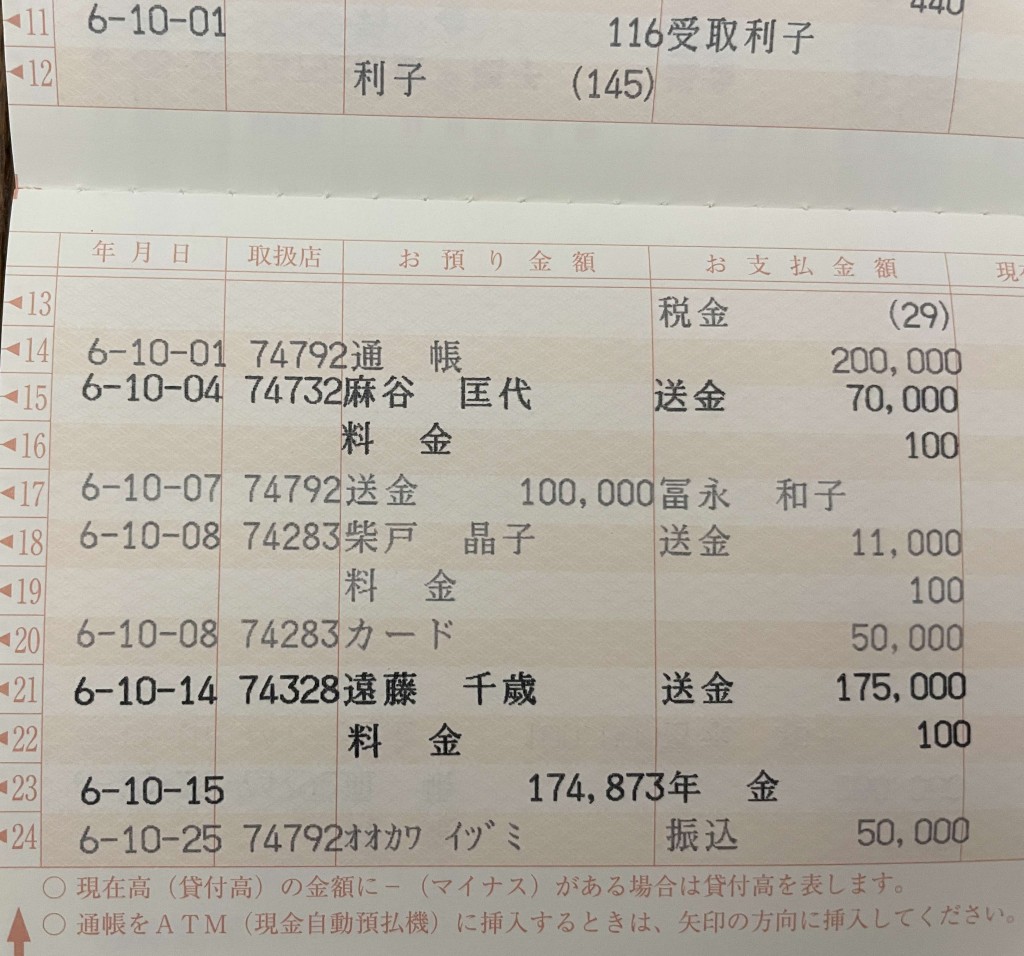 440
◀11 6-10-01 116受取利子
◀12 利子 (145)
年月日 取扱店 お預り金額 お支払金額 現
◀13 税金 (29)
◀14 6-10-01 74792通 帳 200,000
◀15 6-10-04 74732麻谷 匡代 送金 70,000
◀16 料 金 100
◀17 6-10-07 74792送金 100,000冨永 和子
◀18 6-10-08 74283柴戸 晶子 送金 11,000
◀19 料 金 100
◀20 6-10-08 74283カード 50,000
◀21 6-10-14 74328遠藤 千歳 送金 175,000
◀22 料 金 100
◀23 6-10-15 174,873年 金
◀24 6-10-25 74792ｵｵｶﾜ ｲﾂﾞﾐ 振込 50,000
○ 現在高（貸付高）の金額に－（マイナス）がある場合は貸付高を表します。
○ 通帳をＡＴＭ（現金自動預払機）に挿入するときは、矢印の方向に挿入してください。